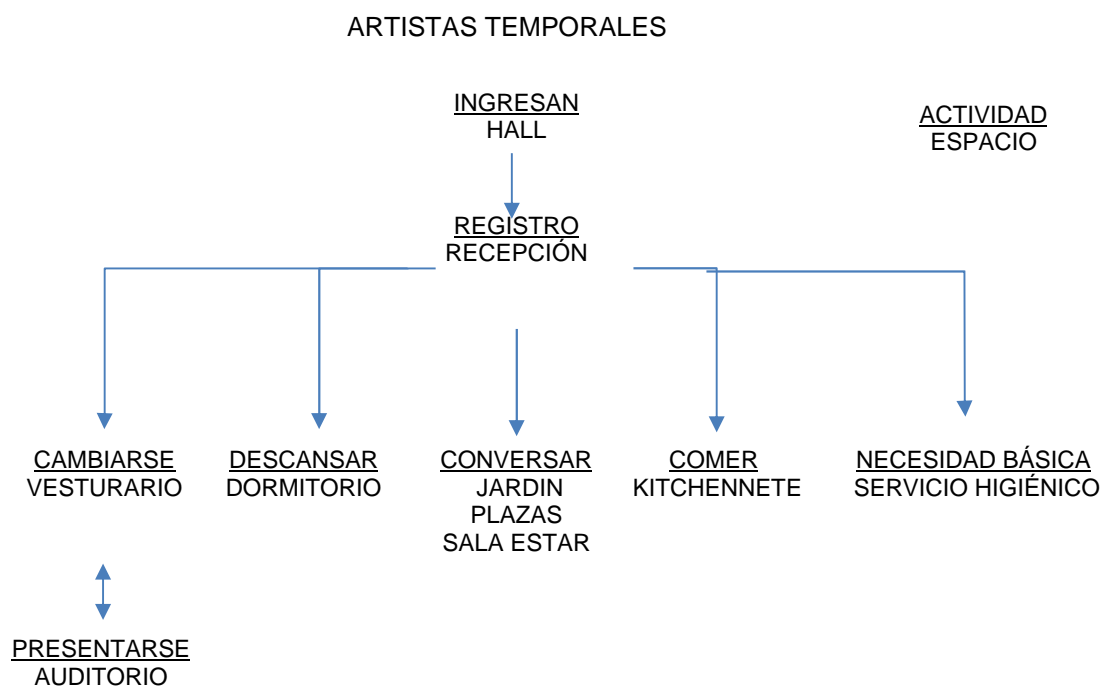 ARTISTAS TEMPORALES
INGRESAN
HALL
ACTIVIDAD
ESPACIO
REGISTRO
RECEPCIÓN
CAMBIARSE
VESTURARIO
DESCANSAR
DORMITORIO
CONVERSAR
JARDIN
PLAZAS
SALA ESTAR
COMER
KITCHENNETE
NECESIDAD BÁSICA
SERVICIO HIGIÉNICO
PRESENTARSE
AUDITORIO